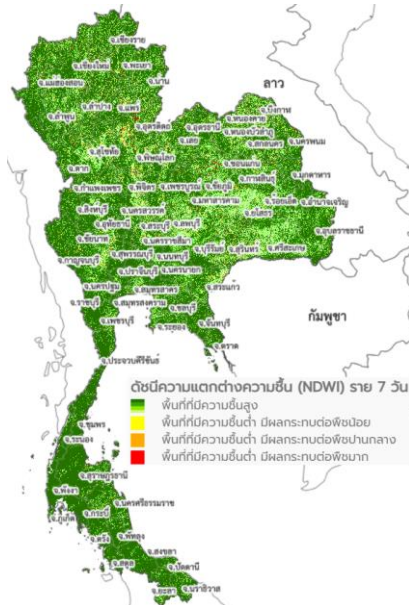 จ.เชียงราย
จ.เชียงใหม่ จ.พะเยา
จ.แม่ฮ่องสอน จ.น่าน
จ.ลำปาง จ.แพร่
จ.ลำพูน
ลาว
จ.อุตรดิตถ์
จ.บึงกาฬ
จ.หนองคาย
จ.อุดรธานี
จ.หนองบัวลำภู
จ.เลย
จ.สกลนคร จ.นครพนม
จ.สุโขทัย
จ.พิษณุโลก
จ.ตาก
จ.ขอนแก่น
จ.กาฬสินธุ์ จ.มุกดาหาร
จ.กำแพงเพชร จ.พิจิตร จ.เพชรบูรณ์ จ.ชัยภูมิ
จ.มหาสารคาม จ.ร้อยเอ็ด จ.อำนาจเจริญ
จ.สิงห์บุรี จ.นครสวรรค์
จ.ยโสธร
จ.อุทัยธานี จ.สระบุรี จ.ลพบุรี
จ.อุบลราชธานี
จ.ชัยนาท จ.นครราชสีมา
จ.สุพรรณบุรี จ.นนทบุรี จ.บุรีรัมย์ จ.สุรินทร์ จ.ศรีสะเกษ
จ.กาญจนบุรี
จ.ปราจีนบุรี จ.นครนายก
จ.นครปฐม จ.สมุทรสาคร จ.สระแก้ว
จ.ราชบุรี จ.สมุทรสงคราม จ.ชลบุรี
กัมพูชา
จ.เพชรบุรี จ.ระยอง จ.จันทบุรี
จ.ตราด
จ.ประจวบคีรีขันธ์
ดัชนีความแตกต่างความชื้น (NDWI) ราย 7 วัน
พื้นที่ที่มีความชื้นสูง
พื้นที่ที่มีความชื้นต่ำ มีผลกระทบต่อพืชน้อย
พื้นที่ที่มีความชื้นต่ำ มีผลกระทบต่อพืชปานกลาง
พื้นที่ที่มีความชื้นต่ำ มีผลกระทบต่อพืชมาก
จ.ชุมพร
จ.ระนอง
จ.สุราษฎร์ธานี
จ.พังงา
จ.นครศรีธรรมราช
จ.ภูเก็ต จ.กระบี่
จ.ตรัง จ.พัทลุง
จ.สงขลา
จ.สตูล จ.ปัตตานี
จ.ยะลา จ.นราธิวาส